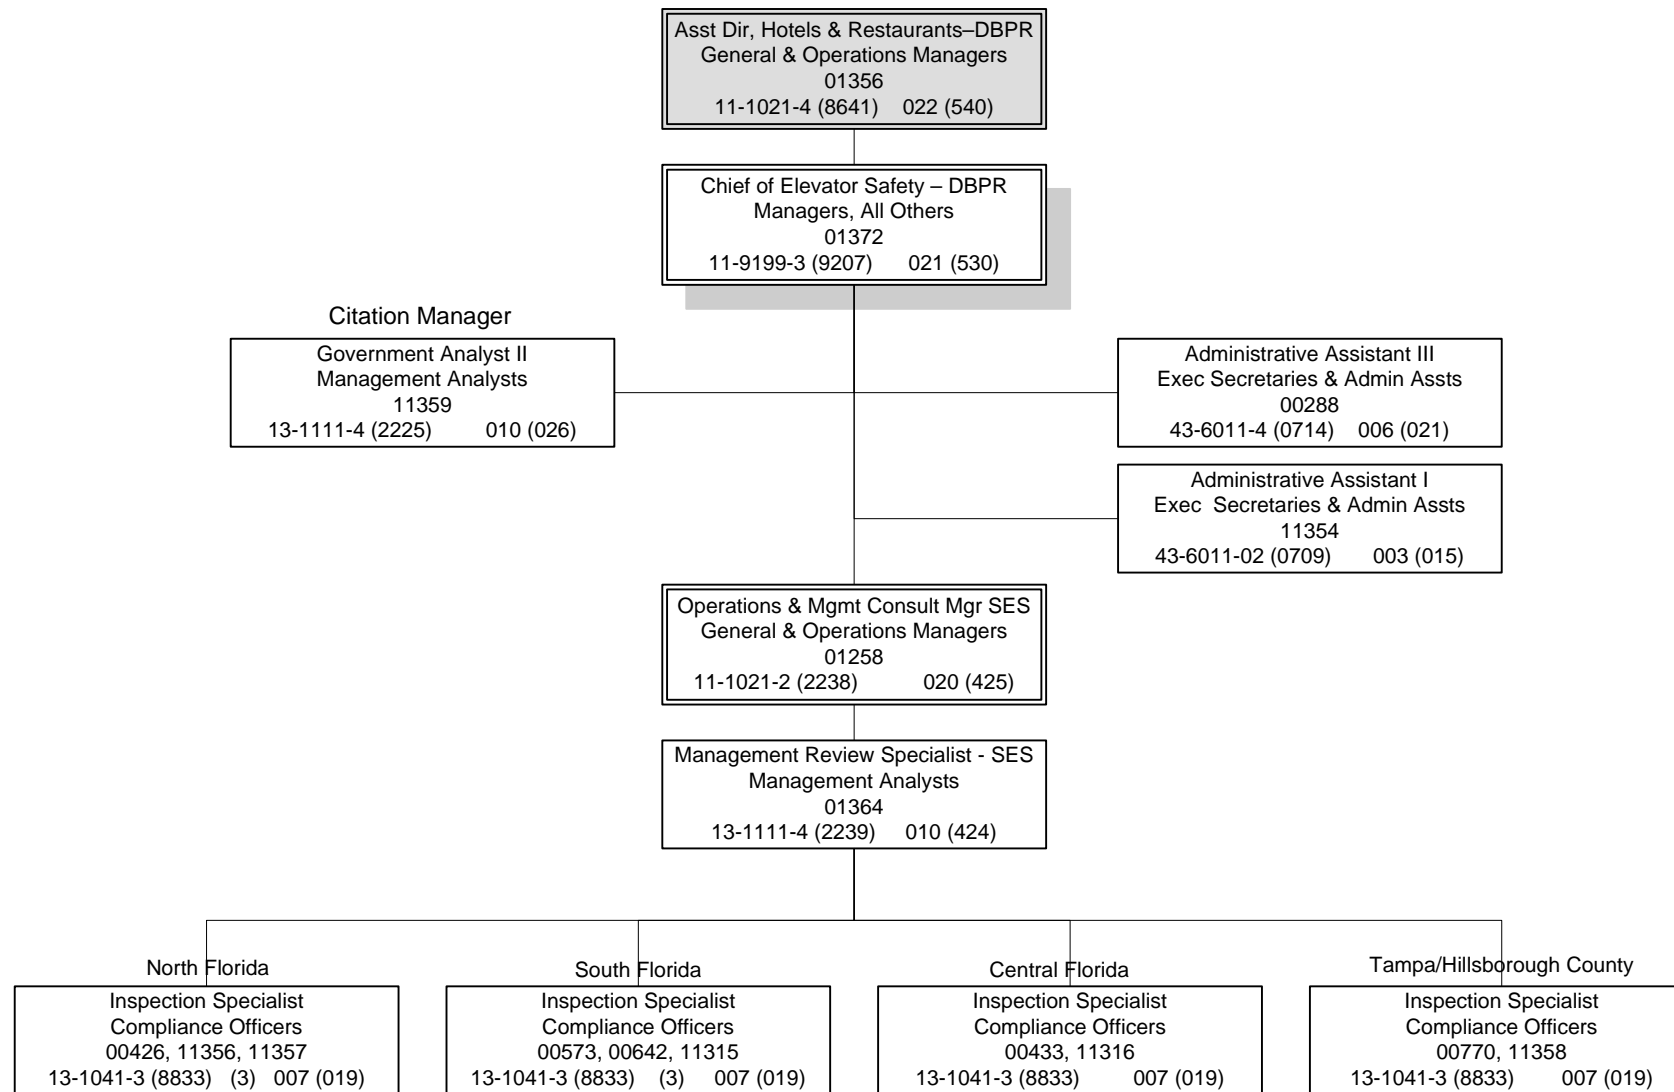 Asst Dir, Hotels & Restaurants–DBPR
General & Operations Managers
01356
11-1021-4 (8641) 022 (540)
Chief of Elevator Safety – DBPR
Managers, All Others
01372
11-9199-3 (9207) 021 (530)
Citation Manager
Government Analyst II
Management Analysts
11359
13-1111-4 (2225) 010 (026)
Administrative Assistant III
Exec Secretaries & Admin Assts
00288
43-6011-4 (0714) 006 (021)
Administrative Assistant I
Exec Secretaries & Admin Assts
11354
43-6011-02 (0709) 003 (015)
Operations & Mgmt Consult Mgr SES
General & Operations Managers
01258
11-1021-2 (2238) 020 (425)
Management Review Specialist - SES
Management Analysts
01364
13-1111-4 (2239) 010 (424)
North Florida
Inspection Specialist
Compliance Officers
00426, 11356, 11357
13-1041-3 (8833) (3) 007 (019)
South Florida
Inspection Specialist
Compliance Officers
00573, 00642, 11315
13-1041-3 (8833) (3) 007 (019)
Central Florida
Inspection Specialist
Compliance Officers
00433, 11316
13-1041-3 (8833) 007 (019)
Tampa/Hillsborough County
Inspection Specialist
Compliance Officers
00770, 11358
13-1041-3 (8833) 007 (019)